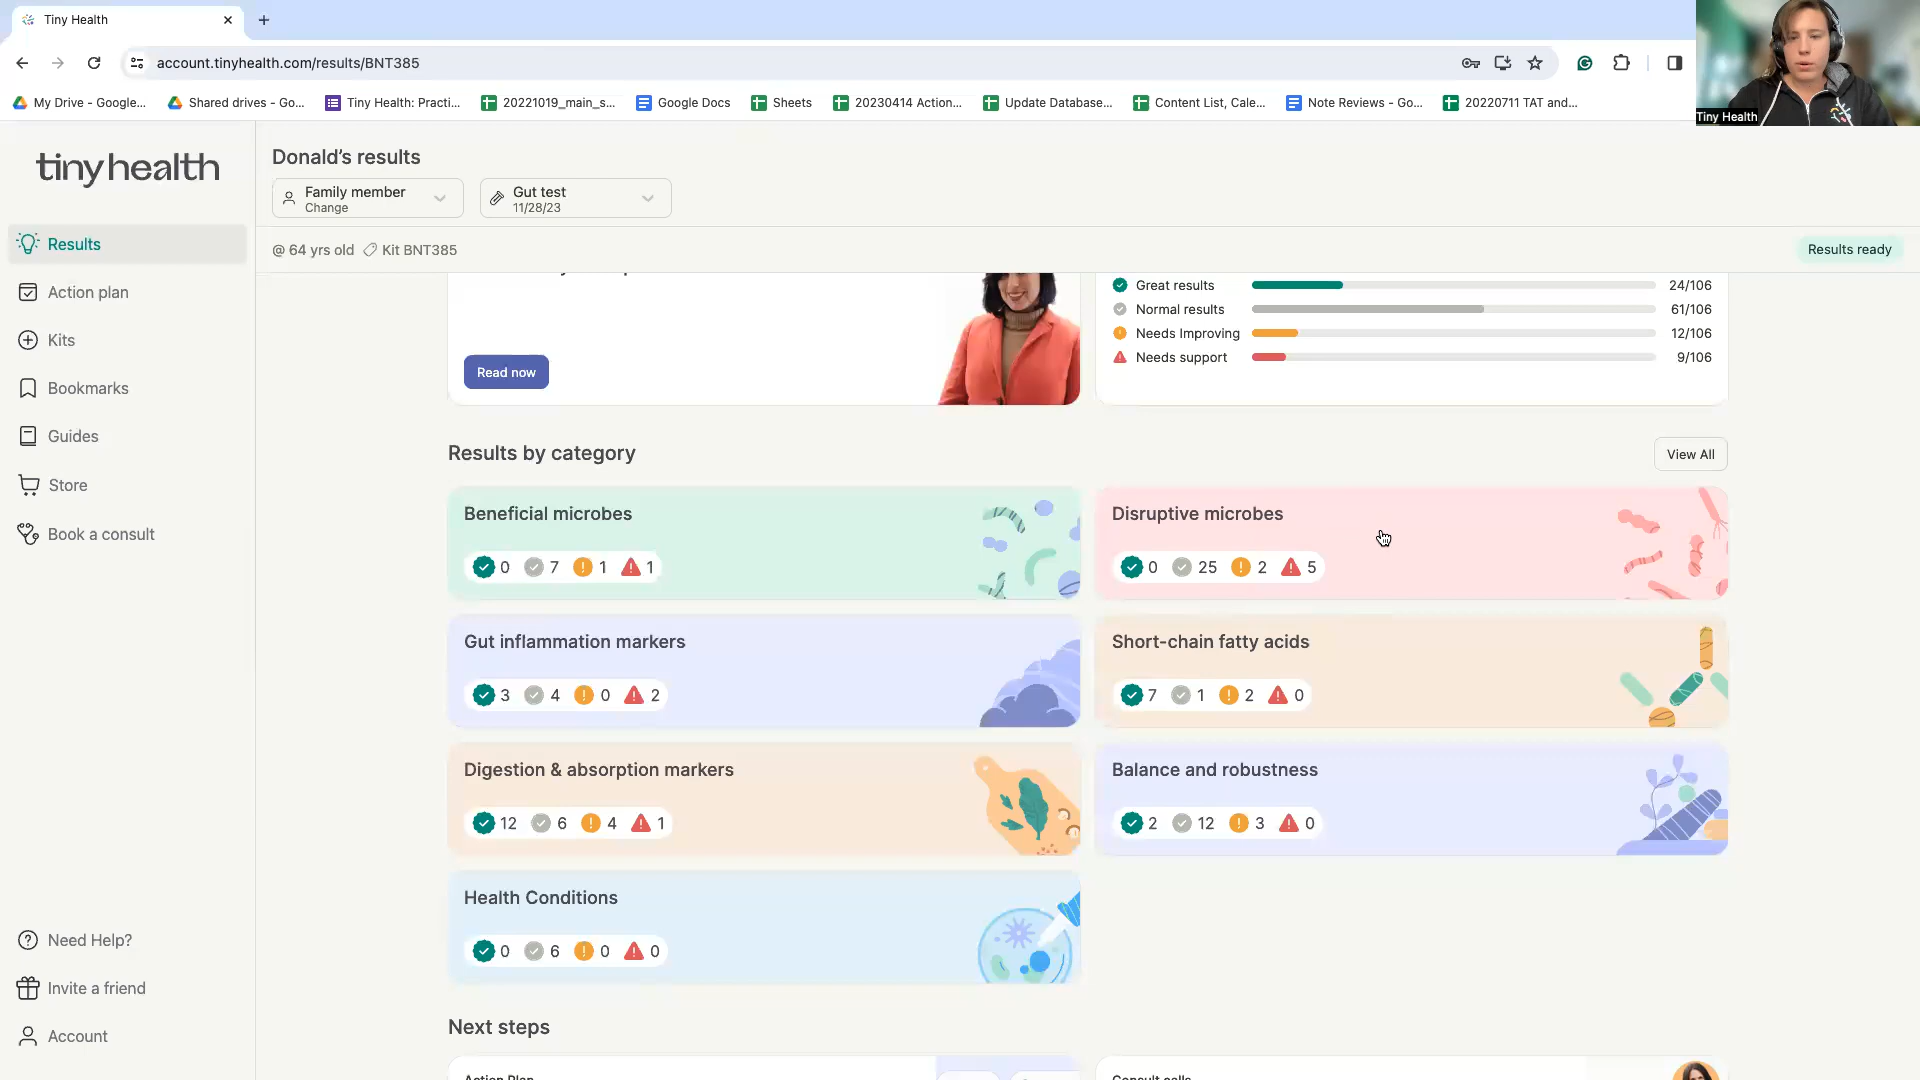 Tiny Health
account.tinyhealth.com/results/BNT385
My Drive - Google...
Shared drives - Go...
Tiny Health: Practi...
20221019_main_s...
Google Docs
Sheets
20230414 Action...
Update Database...
Content List, Cale...
Note Reviews - Go...
20220711 TAT and...
Tiny Health
tinyhealth
Results
Action plan
Kits
Bookmarks
Guides
Store
Book a consult
Need Help?
Invite a friend
Account
Donald's results
Family member
Change
Gut test
11/28/23
@ 64 yrs old
Kit BNT385
Results ready
Read now
Great results 24/106
Normal results 61/106
Needs Improving 12/106
Needs support 9/106
Results by category
View All
Beneficial microbes
0 7 1 1
Disruptive microbes
0 25 2 5
Gut inflammation markers
3 4 0 2
Short-chain fatty acids
7 1 2 0
Digestion & absorption markers
12 6 4 1
Balance and robustness
2 12 3 0
Health Conditions
0 6 0 0
Next steps
Action Plan
Consult calls